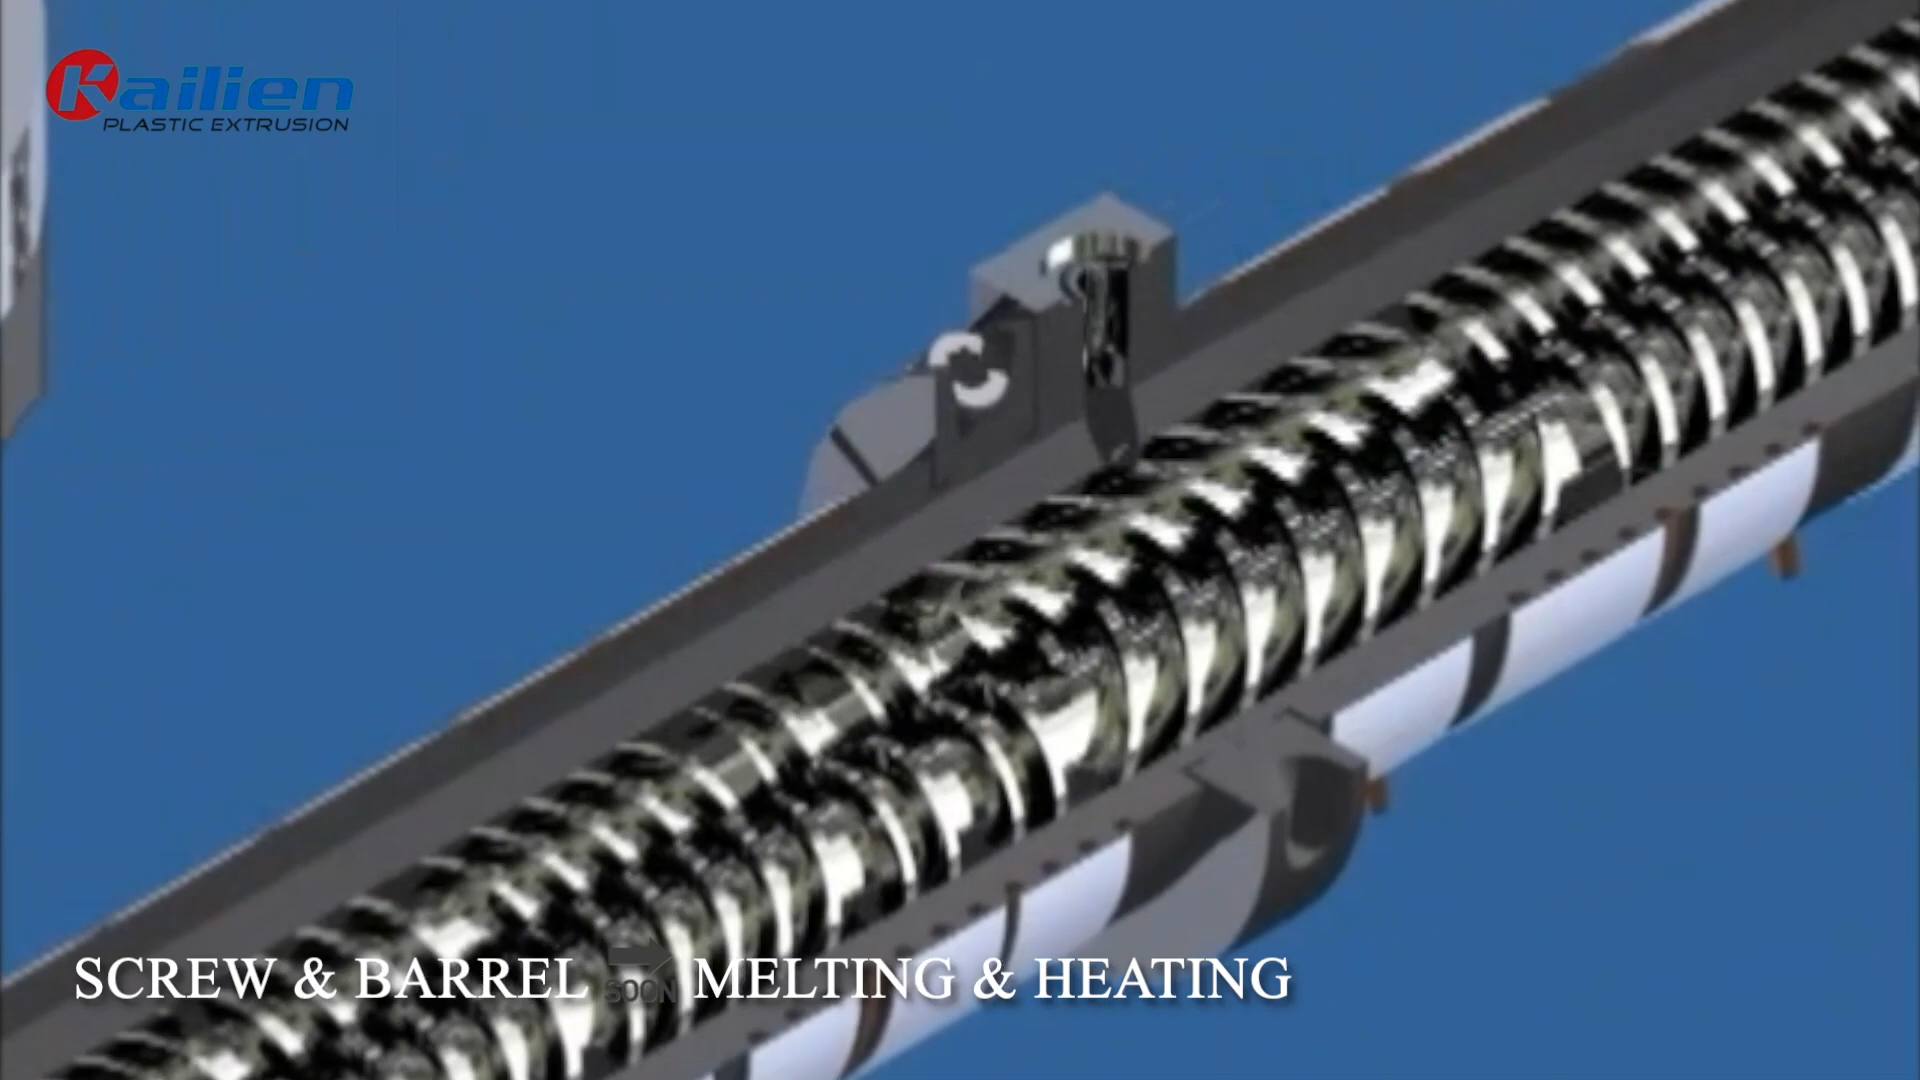 Kailien
PLASTIC EXTRUSION
SCREW & BARREL SOON MELTING & HEATING